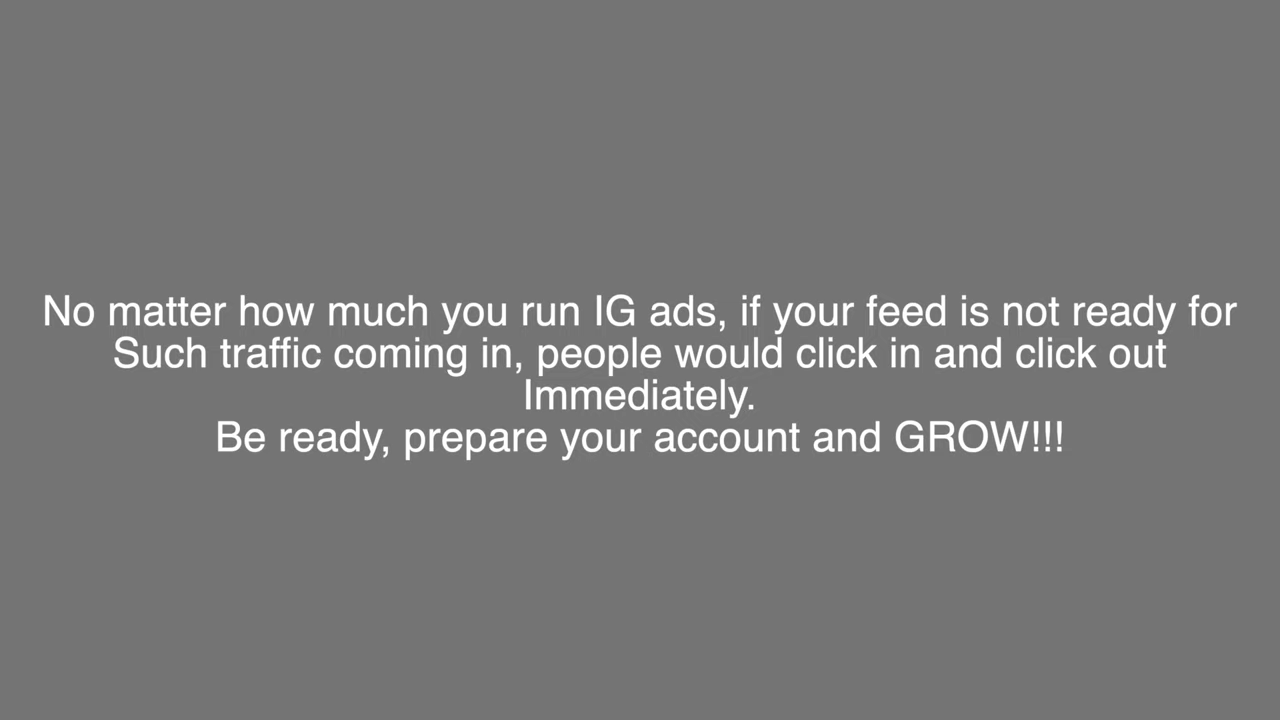 No matter how much you run IG ads, if your feed is not ready for
Such traffic coming in, people would click in and click out
Immediately.
Be ready, prepare your account and GROW!!!